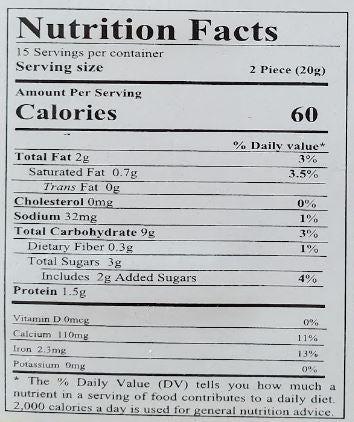 Nutrition Facts
15 Servings per container
Serving size 2 Piece (20g)
Amount Per Serving
Calories 60
% Daily value*
Total Fat 2g 3%
Saturated Fat 0.7g 3.5%
Trans Fat 0g
Cholesterol 0mg 0%
Sodium 32mg 1%
Total Carbohydrate 9g 3%
Dietary Fiber 0.3g 1%
Total Sugars 3g
Includes 2g Added Sugars 4%
Protein 1.5g
Vitamin D 0mcg 0%
Calcium 110mg 11%
Iron 2.3mg 13%
Potassium 0mg 0%
* The % Daily Value (DV) tells you how much a
nutrient in a serving of food contributes to a daily diet.
2,000 calories a day is used for general nutrition advice.